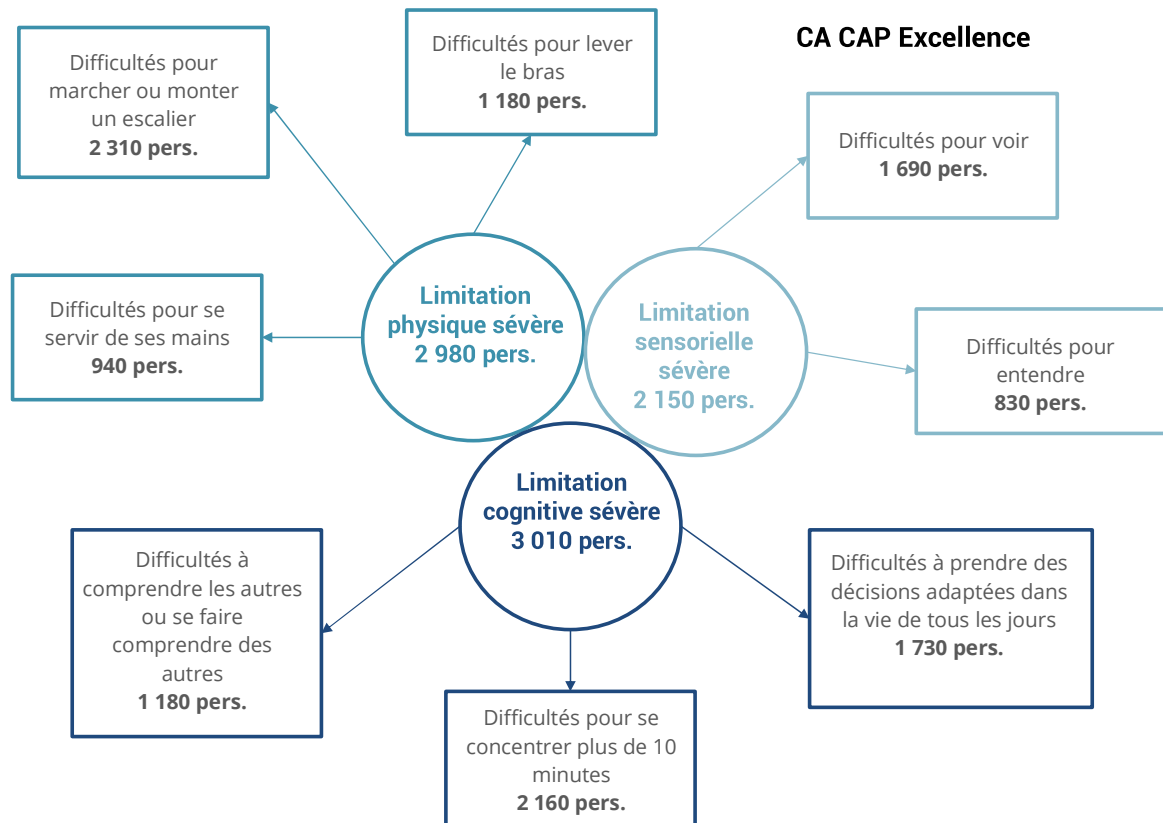 CA CAP Excellence
Difficultés pour
marcher ou monter
un escalier
2 310 pers.
Difficultés pour lever
le bras
1 180 pers.
Difficultés pour voir
1 690 pers.
Difficultés pour se
servir de ses mains
940 pers.
Limitation
physique sévère
2 980 pers.
Limitation
sensorielle
sévère
2 150 pers.
Difficultés pour
entendre
830 pers.
Limitation
cognitive sévère
3 010 pers.
Difficultés à
comprendre les autres
ou se faire
comprendre des
autres
1 180 pers.
Difficultés pour se
concentrer plus de 10
minutes
2 160 pers.
Difficultés à prendre des
décisions adaptées dans
la vie de tous les jours
1 730 pers.